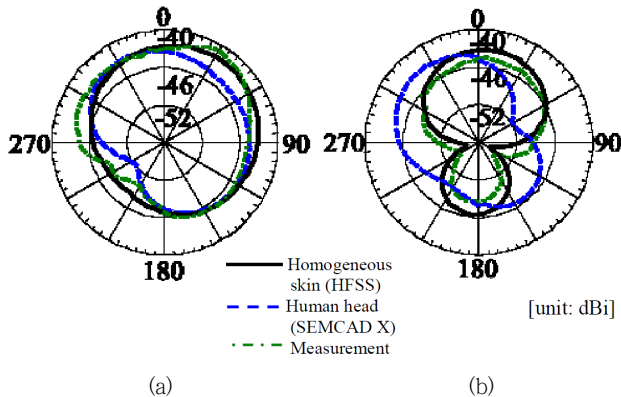 0
-40
-46
-52
270
90
180
0
-40
-46
-52
270
90
180
Homogeneous
skin (HFSS)
Human head
(SEMCAD X)
Measurement
[unit: dBi]
(a)
(b)